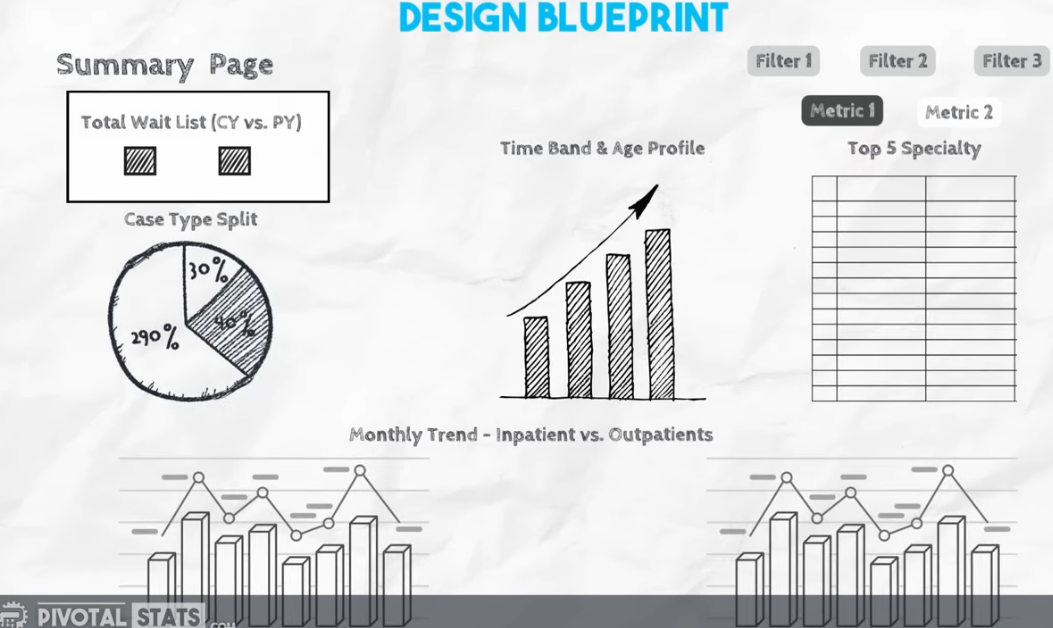 DESIGN BLUEPRINT
Summary Page
Filter 1
Filter 2
Filter 3
Metric 1
Metric 2
Total Wait List (CY vs. PY)
Time Band & Age Profile
Top 5 Specialty
Case Type Split
30%
40%
290%
Monthly Trend - Inpatient vs. Outpatients
PIVOTAL STATS
.COM